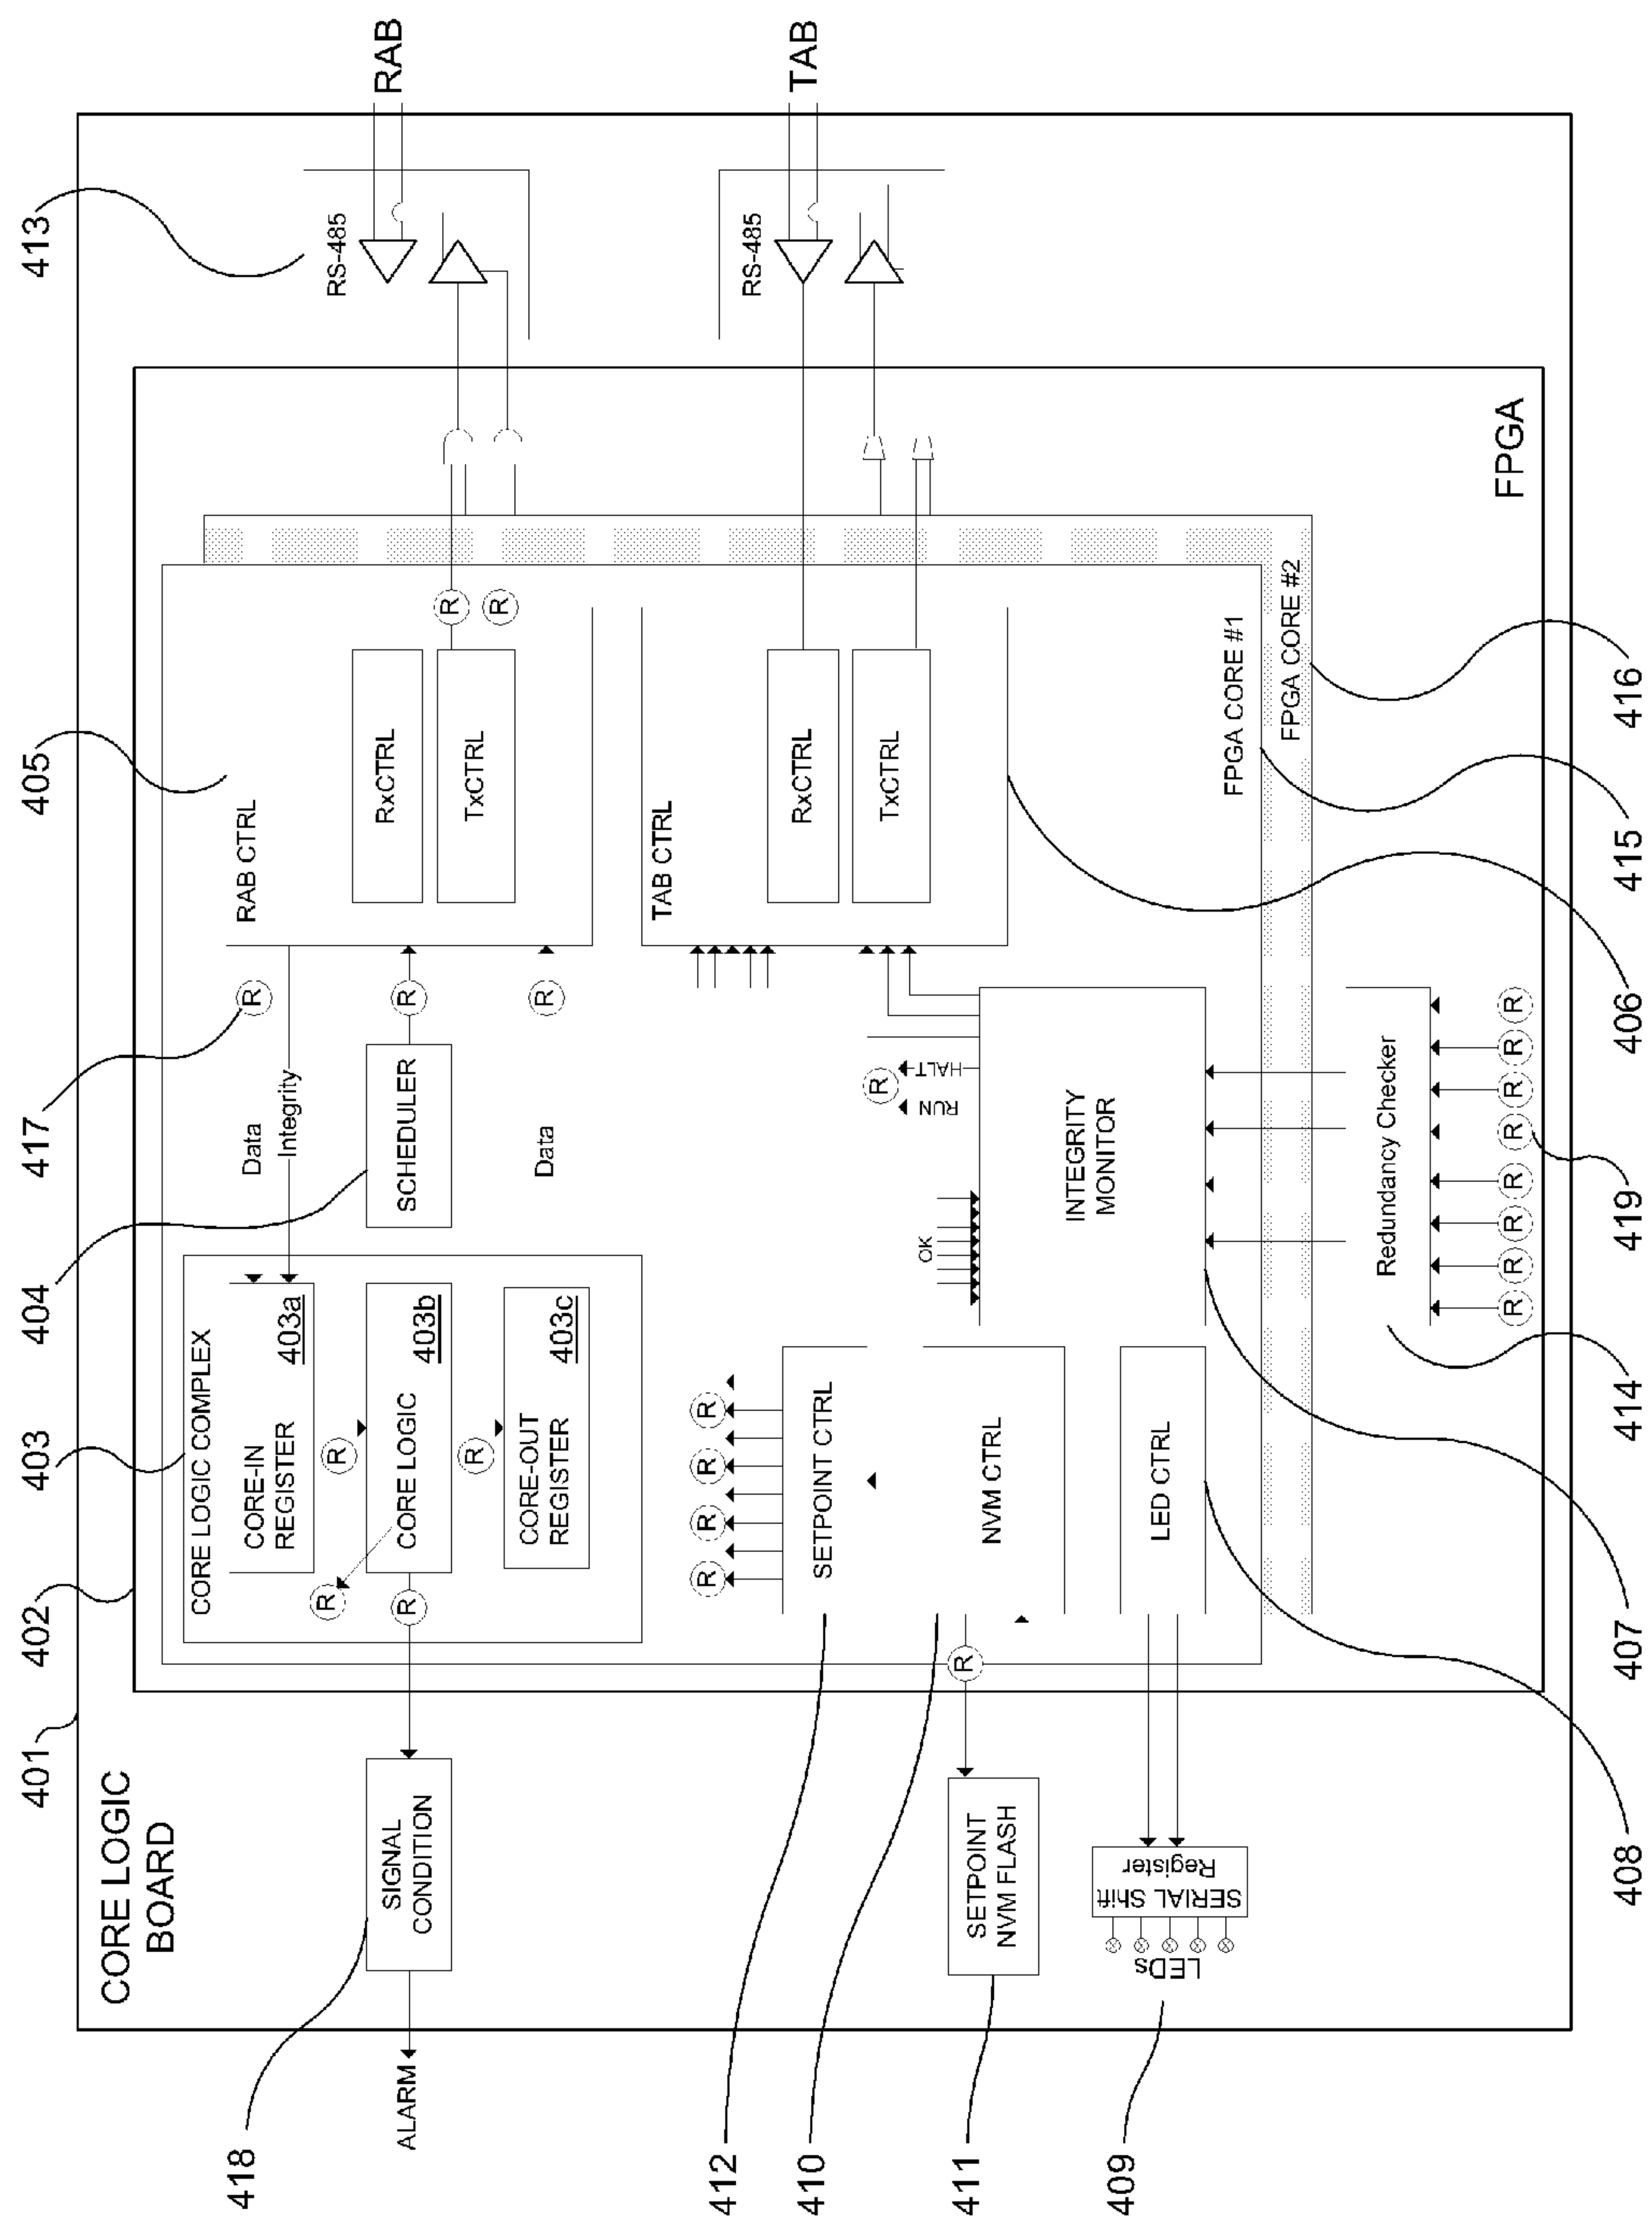 CORE LOGIC
BOARD
401
402
403
404
417
405
413
RAB
CORE LOGIC COMPLEX
CORE-IN
REGISTER
403a
R
CORE LOGIC
403b
R
R
R
CORE-OUT
REGISTER
403c
Data
Integrity
R
SCHEDULER
R
Data
R
RAB CTRL
RxCTRL
TxCTRL
R
R
RS-485
418
SIGNAL
CONDITION
ALARM
TAB
RS-485
TAB CTRL
RxCTRL
TxCTRL
R
R
R
R
SETPOINT CTRL
NVM CTRL
R
LED CTRL
OK
RUN
HALT
R
INTEGRITY
MONITOR
412
410
411
409
SETPOINT
NVM FLASH
SERIAL Shift
Register
LEDs
FPGA CORE #1
FPGA CORE #2
FPGA
Redundancy Checker
R
R
R
R
R
R
R
R
408
407
414
419
406
415
416